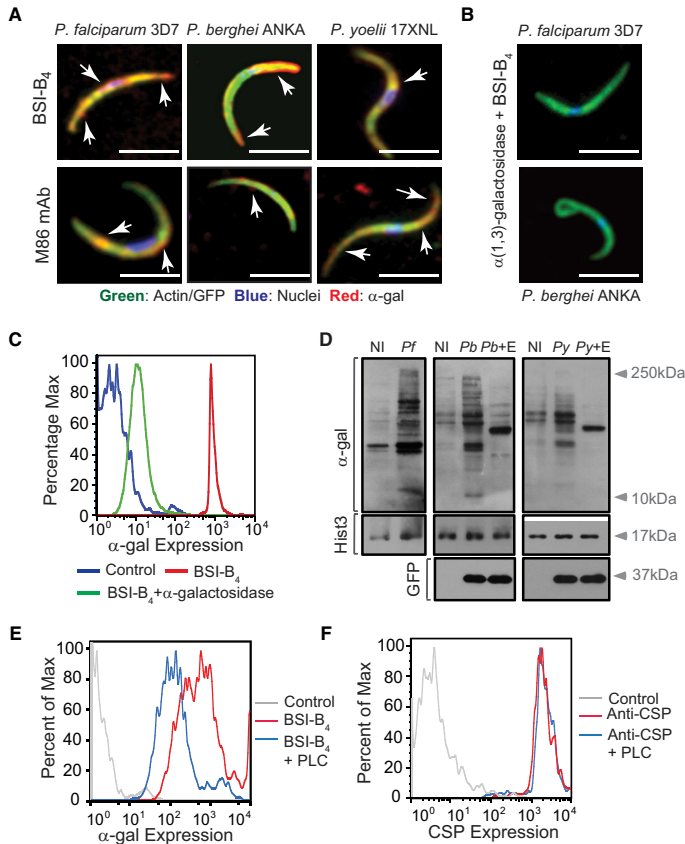 A
P. falciparum 3D7 P. berghei ANKA P. yoelii 17XNL
BSI-B4
M86 mAb
Green: Actin/GFP Blue: Nuclei Red: α-gal
B
P. falciparum 3D7
α(1,3)-galactosidase + BSI-B4
P. berghei ANKA
C
Percentage Max
100
80
60
40
20
0
10^0 10^1 10^2 10^3 10^4
α-gal Expression
Control BSI-B4
BSI-B4+α-galactosidase
D
NI Pf NI Pb Pb+E NI Py Py+E
α-gal
250kDa
10kDa
Hist3
17kDa
GFP
37kDa
E
Percent of Max
100
80
60
40
20
0
10^0 10^1 10^2 10^3 10^4
α-gal Expression
Control
BSI-B4
BSI-B4
+ PLC
F
Percent of Max
100
80
60
40
20
0
10^0 10^1 10^2 10^3 10^4
CSP Expression
Control
Anti-CSP
Anti-CSP
+ PLC